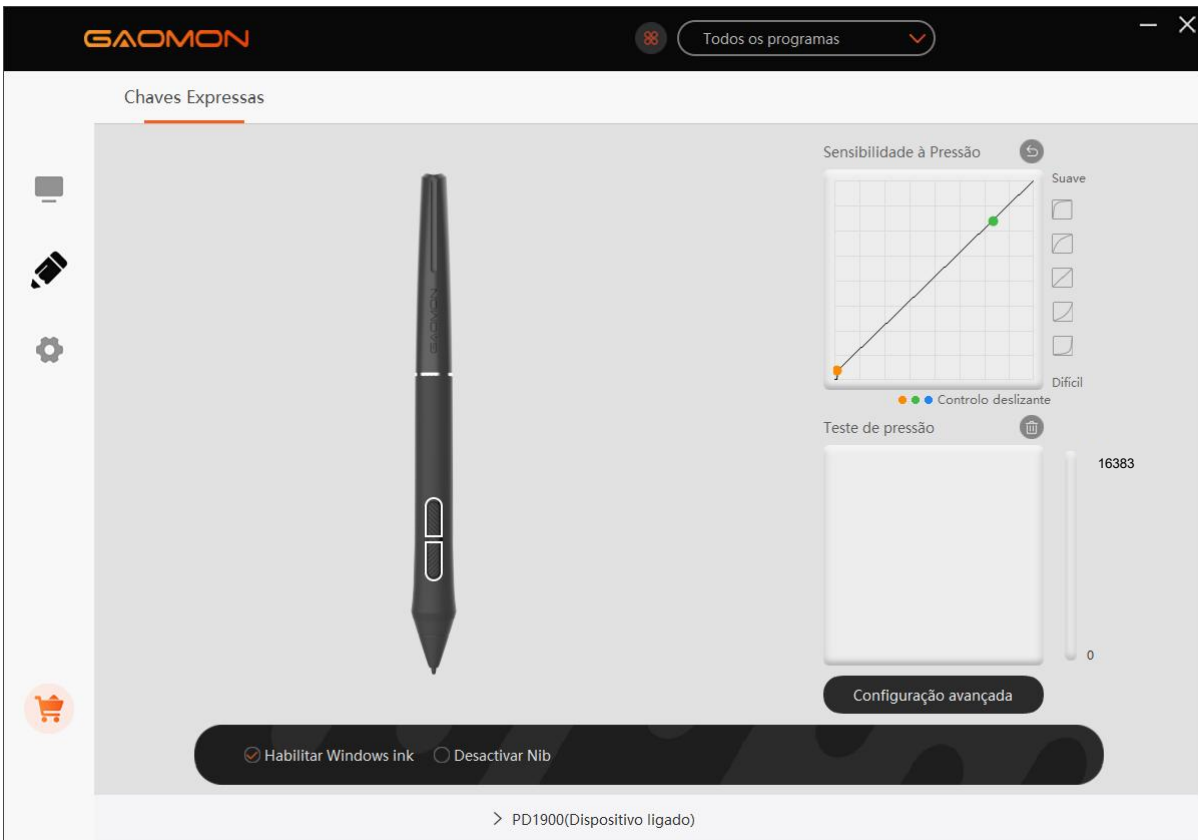 GAOMON
Todos os programas
Chaves Expressas
Sensibilidade à Pressão
Suave
Difícil
Controlo deslizante
Teste de pressão
16383
0
Configuração avançada
GAOMON
Habilitar Windows ink
Desactivar Nib
PD1900(Dispositivo ligado)